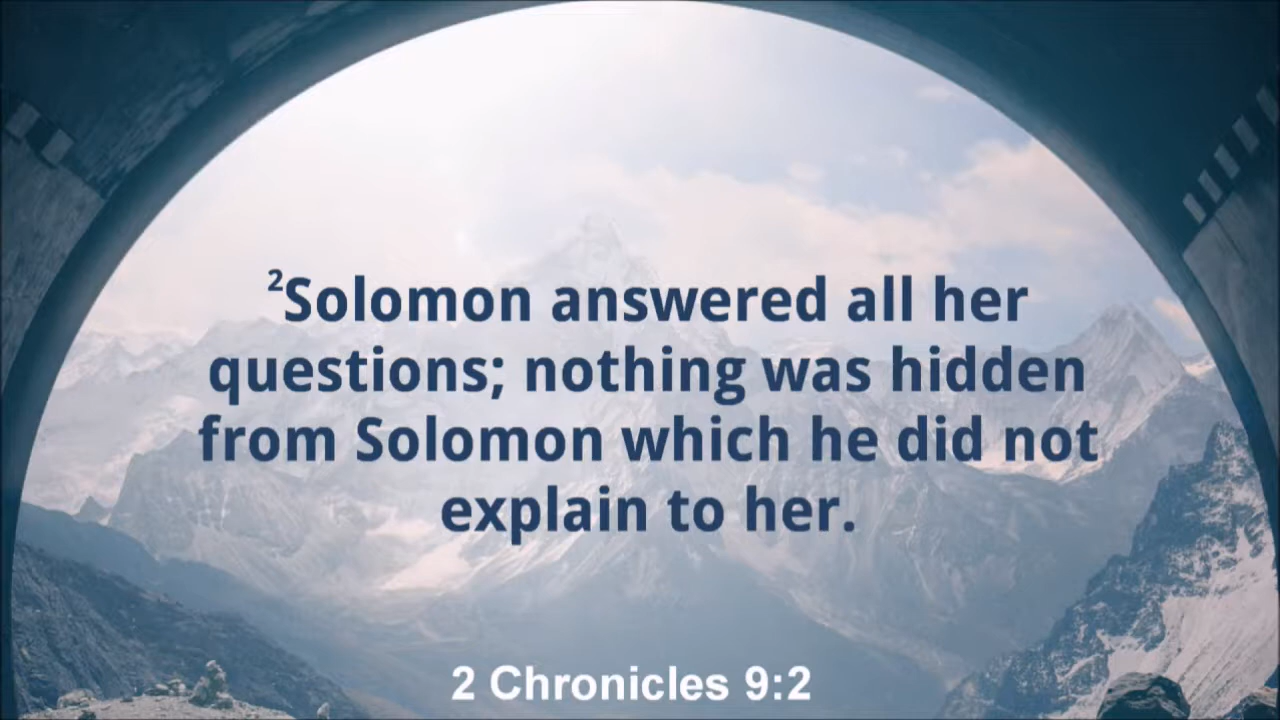 ²Solomon answered all her
questions; nothing was hidden
from Solomon which he did not
explain to her.
2 Chronicles 9:2